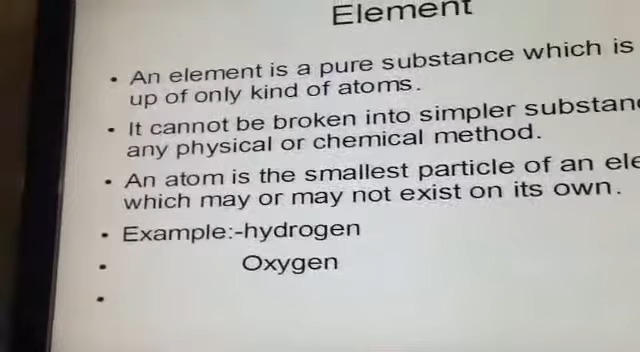 Element
• An element is a pure substance which is
up of only kind of atoms.
• It cannot be broken into simpler
any physical or chemical method.
• An atom is the smallest particle of an
which may or may not exist on its own.
• Example:-hydrogen
• Oxygen
•